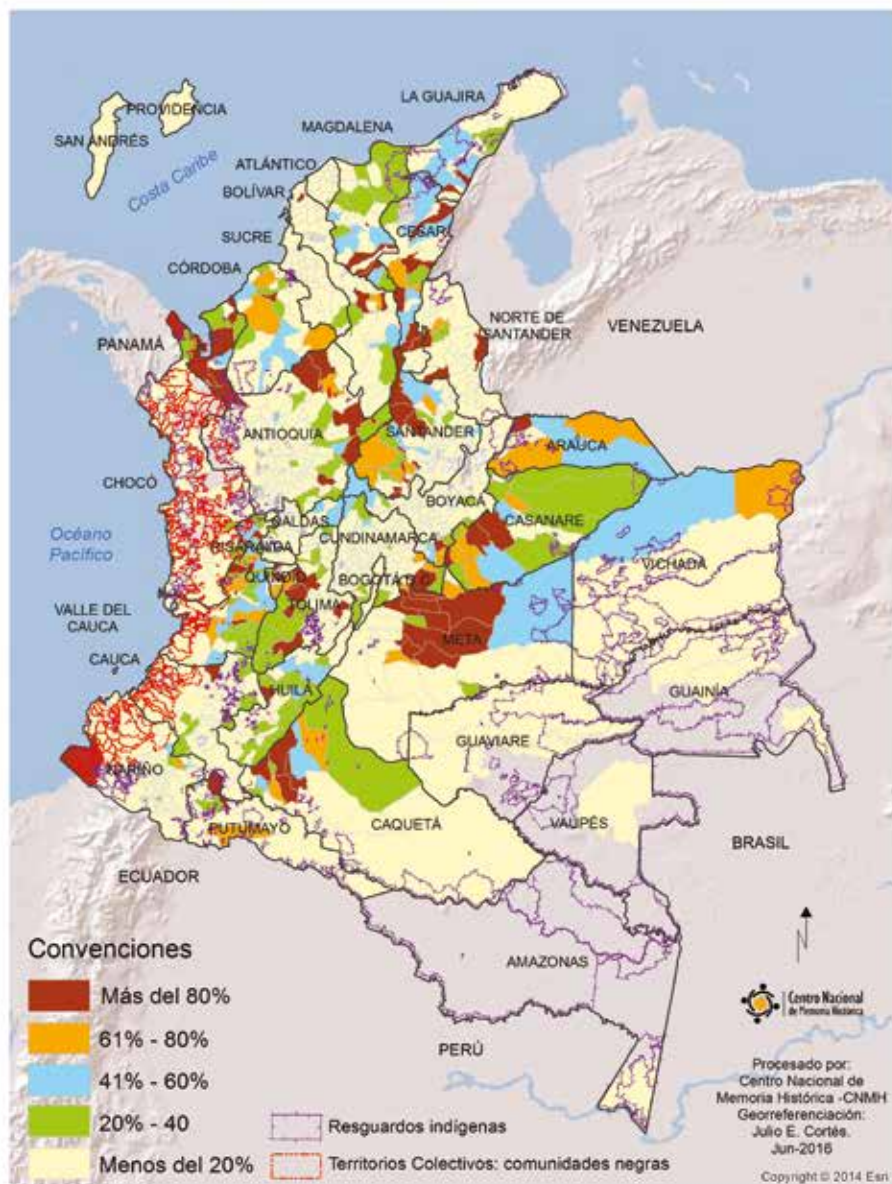 LA GUAJIRA
PROVIDENCIA
SAN ANDRÉS
MAGDALENA
ATLÁNTICO
Costa Caribe
BOLÍVAR
CESAR
SUCRE
CÓRDOBA
NORTE DE
SANTANDER
VENEZUELA
PANAMÁ
ANTIOQUIA
SANTANDER
ARAUCA
CHOCÓ
BOYACÁ
CASANARE
Océano
Pacífico
CALDAS
CUNDINAMARCA
RISARALDA
VICHADA
QUINDIO
BOGOTÁ D.C.
VALLE DEL
CAUCA
TOLIMA
META
CAUCA
HUILA
GUAINÍA
GUAVIARE
NARIÑO
VAUPÉS
PUTUMAYO
CAQUETÁ
BRASIL
ECUADOR
N
Convenciones
AMAZONAS
Más del 80%
61% - 80%
41% - 60%
20% - 40
Menos del 20%
PERÚ
Resguardos indígenas
Territorios Colectivos: comunidades negras
Centro Nacional
de Memoria Histórica
Procesado por:
Centro Nacional de
Memoria Histórica -CNMH
Georreferenciación:
Julio E. Cortés.
Jun-2016
Copyright © 2014 Esri